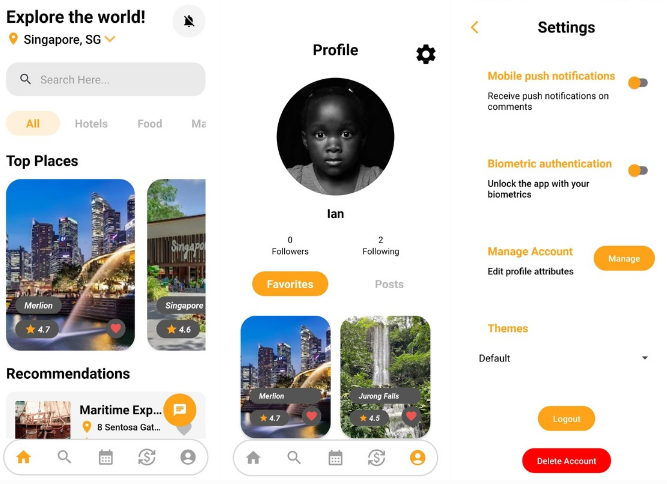 Explore the world!
Singapore, SG
Search Here...
All
Hotels
Food
Ma
Top Places
Merlion
4.7
Singapore
4.6
Recommendations
Maritime Exp...
8 Sentosa Gat...
Profile
Ian
0
Followers
2
Following
Favorites
Posts
Merlion
4.7
Jurong Falls
4.5
Settings
Mobile push notifications
Receive push notifications on
comments
Biometric authentication
Unlock the app with your
biometrics
Manage Account
Edit profile attributes
Manage
Themes
Default
Logout
Delete Account